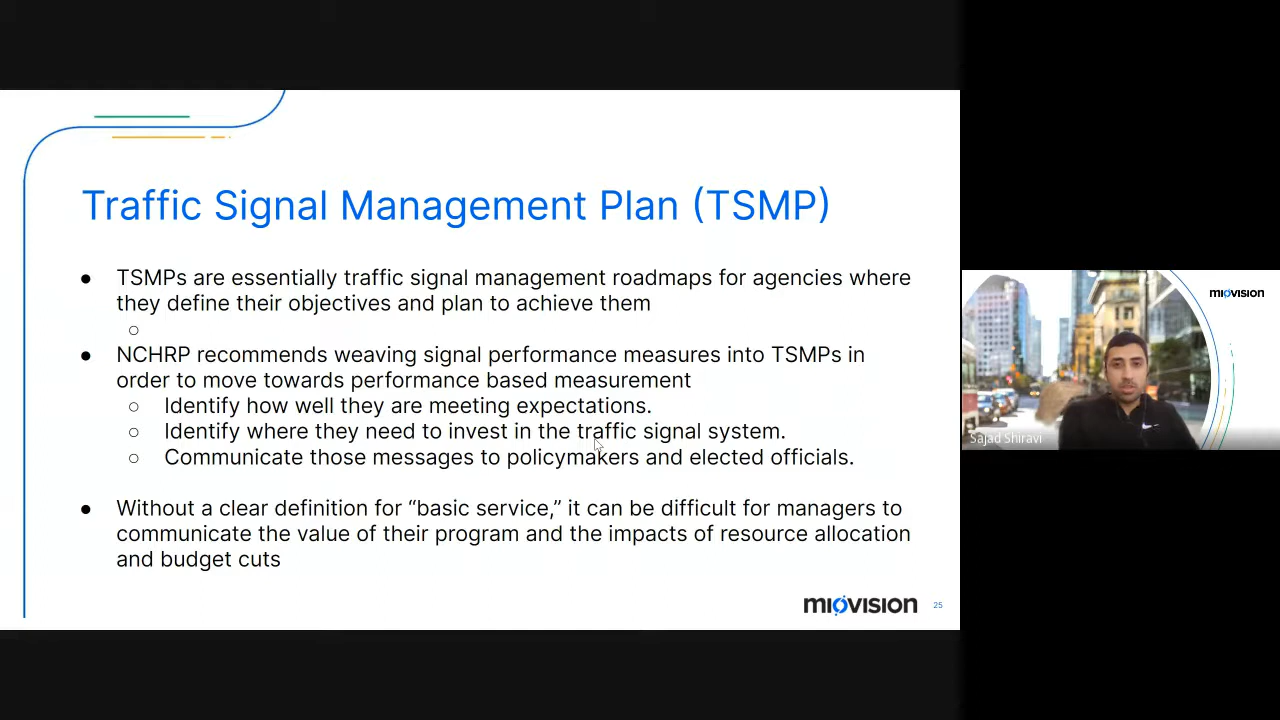 Traffic Signal Management Plan (TSMP)
● TSMPs are essentially traffic signal management roadmaps for agencies where
they define their objectives and plan to achieve them
○
● NCHRP recommends weaving signal performance measures into TSMPs in
order to move towards performance based measurement
○ Identify how well they are meeting expectations.
○ Identify where they need to invest in the traffic signal system.
○ Communicate those messages to policymakers and elected officials.
● Without a clear definition for “basic service,” it can be difficult for managers to
communicate the value of their program and the impacts of resource allocation
and budget cuts
miovision
25
miovision
Sajad Shiravi